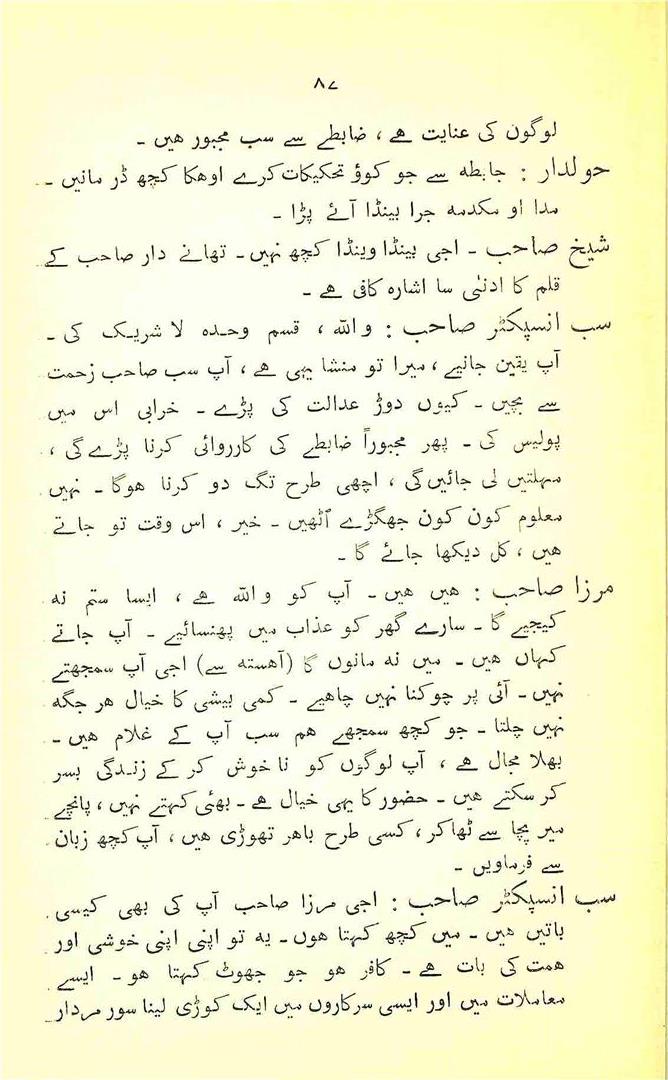 ۸۷
لوگوں کی عنایت ہے ، ضابطے سے سب مجبور ہیں ۔
حولدار : جابطہ سے جو کوؤ تحکیکات کرے اوھکا کچھ ڈر مانیں ۔
مدا او مکدمہ جرا بینڈا آئے پڑا ۔
شیخ صاحب ۔ اجی بینڈا وینڈا کچھ نہیں ۔ تھانے دار صاحب کے
قلم کا ادنیٰ سا اشارہ کافی ہے ۔
سب انسپکٹر صاحب : واللہ ، قسم وحدہ لا شریک کی ۔
آپ یقین جانیے ، میرا تو منشا یہی ہے ، آپ سب صاحب زحمت
سے بچیں ۔ کیوں دوڑ عدالت کی پڑے ۔ خرابی اس میں
پولیس کی ۔ پھر مجبوراً ضابطے کی کارروائی کرنا پڑے گی ،
مہلتیں لی جائیں گی ، اچھی طرح تگ دو کرنا ہوگا ۔ نہیں
معلوم کون کون جھگڑے اُٹھیں ۔ خیر ، اس وقت تو جاتے
ہیں ، کل دیکھا جائے گا ۔
مرزا صاحب : ہیں ہیں ۔ آپ کو واللہ ہے ، ایسا ستم نہ
کیجیے گا ۔ سارے گھر کو عذاب میں پھنسائیے ۔ آپ جاتے
کہاں ہیں ۔ میں نہ مانوں گا (آہستہ سے) اجی آپ سمجھتے
نہیں ۔ آئی پر چوکنا نہیں چاہیے ۔ کمی بیشی کا خیال ہر جگہ
نہیں چلتا ۔ جو کچھ سمجھے ہم سب آپ کے غلام ہیں ۔
بھلا مجال ہے ، آپ لوگوں کو نا خوش کر کے زندگی بسر
کر سکتے ہیں ۔ حضور کا یہی خیال ہے ۔ بھئی کہتے نہیں ، پانچے
میر پچا سے ٹھاکر ، کسی طرح باہر تھوڑی ہیں ، آپ کچھ زبان
سے فرماویں ۔
سب انسپکٹر صاحب : اجی مرزا صاحب آپ کی بھی کیسی
باتیں ہیں ۔ میں کچھ کہتا ہوں ۔ یہ تو اپنی اپنی خوشی اور
ہمت کی بات ہے ۔ کافر ہو جو جھوٹ کہتا ہو ۔ ایسے
معاملات میں اور ایسی سرکاروں میں ایک کوڑی لینا سور مردار